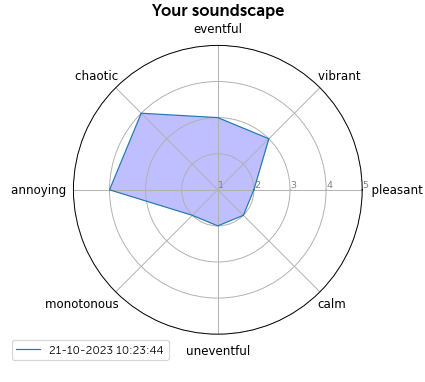 Your soundscape
eventful
chaotic
vibrant
annoying
1
2
3
4
5
pleasant
monotonous
calm
uneventful
21-10-2023 10:23:44